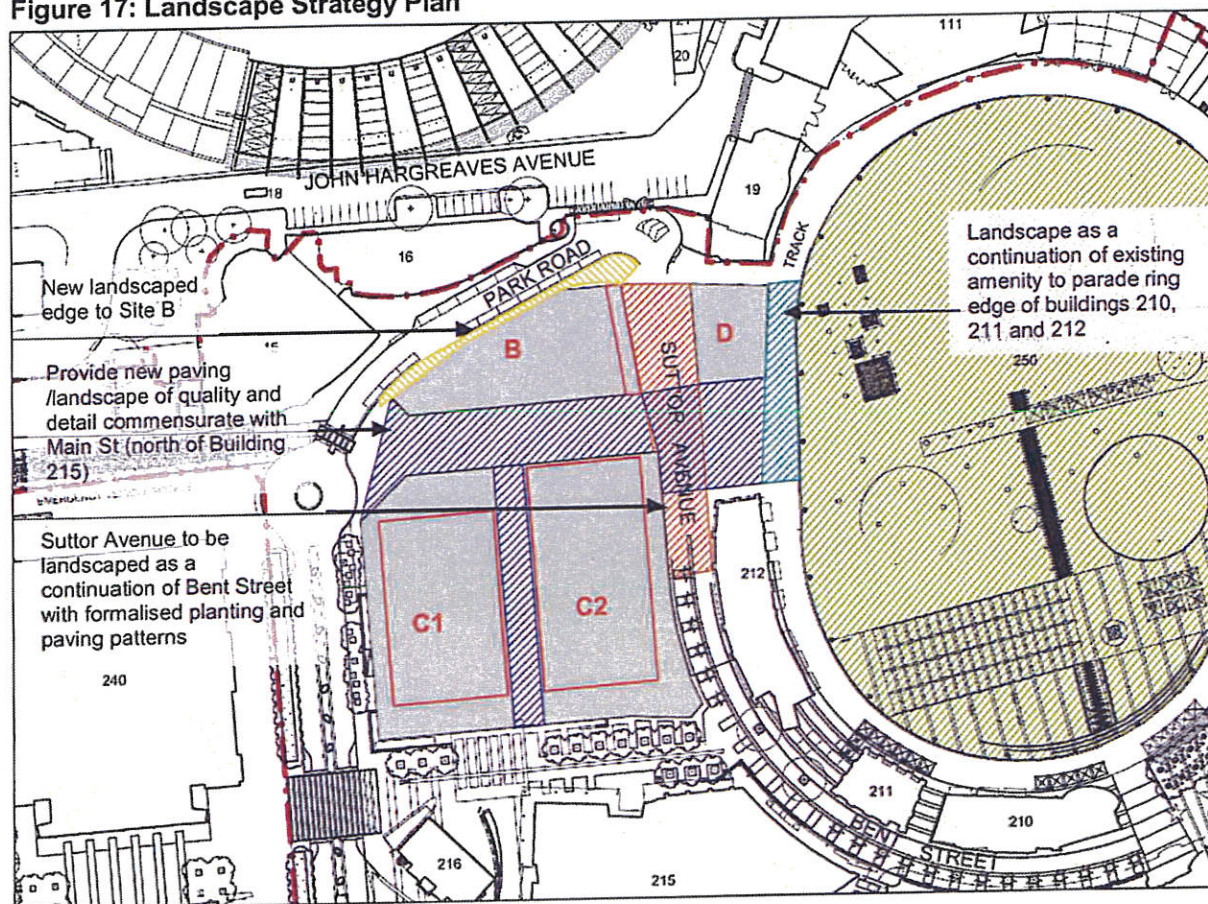 Figure 17: Landscape Strategy Plan
111
20
JOHN HARGREAVES AVENUE
18
19
16
PARK ROAD
TRACK
New landscaped
edge to Site B
Landscape as a
continuation of existing
amenity to parade ring
edge of buildings 210,
211 and 212
250
B
D
SUTTOR AVENUE
Provide new paving
/landscape of quality and
detail commensurate with
Main St (north of Building
215)
Suttor Avenue to be
landscaped as a
continuation of Bent Street
with formalised planting and
paving patterns
C1
C2
212
240
211
210
BENT
STREET
216
215